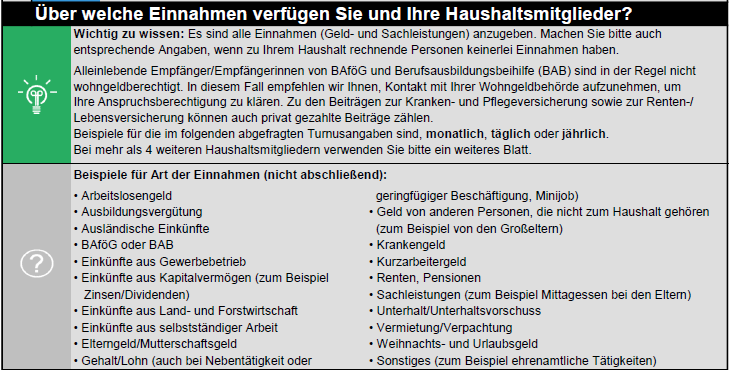 Über welche Einnahmen verfügen Sie und Ihre Haushaltsmitglieder?
Wichtig zu wissen: Es sind alle Einnahmen (Geld- und Sachleistungen) anzugeben. Machen Sie bitte auch
entsprechende Angaben, wenn zu Ihrem Haushalt rechnende Personen keinerlei Einnahmen haben.
Alleinlebende Empfänger/Empfängerinnen von BAföG und Berufsausbildungsbeihilfe (BAB) sind in der Regel nicht
wohngeldberechtigt. In diesem Fall empfehlen wir Ihnen, Kontakt mit Ihrer Wohngeldbehörde aufzunehmen, um
Ihre Anspruchsberechtigung zu klären. Zu den Beiträgen zur Kranken- und Pflegeversicherung sowie zur Renten-/
Lebensversicherung können auch privat gezahlte Beiträge zählen.
Beispiele für die im folgenden abgefragten Turnusangaben sind, monatlich, täglich oder jährlich.
Bei mehr als 4 weiteren Haushaltsmitgliedern verwenden Sie bitte ein weiteres Blatt.
Beispiele für Art der Einnahmen (nicht abschließend):
• Arbeitslosengeld
• Ausbildungsvergütung
• Ausländische Einkünfte
• BAföG oder BAB
• Einkünfte aus Gewerbebetrieb
• Einkünfte aus Kapitalvermögen (zum Beispiel
Zinsen/Dividenden)
• Einkünfte aus Land- und Forstwirtschaft
• Einkünfte aus selbstständiger Arbeit
• Elterngeld/Mutterschaftsgeld
• Gehalt/Lohn (auch bei Nebentätigkeit oder
geringfügiger Beschäftigung, Minijob)
• Geld von anderen Personen, die nicht zum Haushalt gehören
(zum Beispiel von den Großeltern)
• Krankengeld
• Kurzarbeitergeld
• Renten, Pensionen
• Sachleistungen (zum Beispiel Mittagessen bei den Eltern)
• Unterhalt/Unterhaltsvorschuss
• Vermietung/Verpachtung
• Weihnachts- und Urlaubsgeld
• Sonstiges (zum Beispiel ehrenamtliche Tätigkeiten)